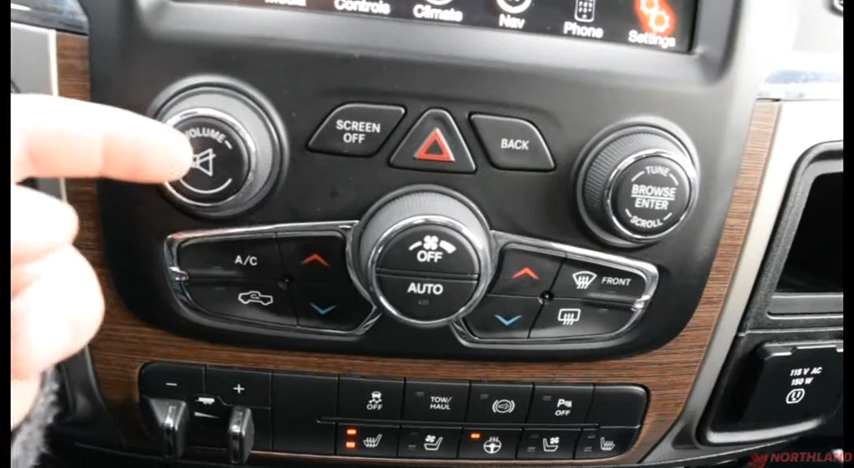 Media
Controls
Climate
Nav
Phone
Settings
VOLUME
SCREEN
OFF
BACK
TUNE
BROWSE
ENTER
SCROLL
A/C
OFF
AUTO
FRONT
115 V AC
150 W
− +
OFF
TOW/
HAUL
P
OFF
NORTHLAND